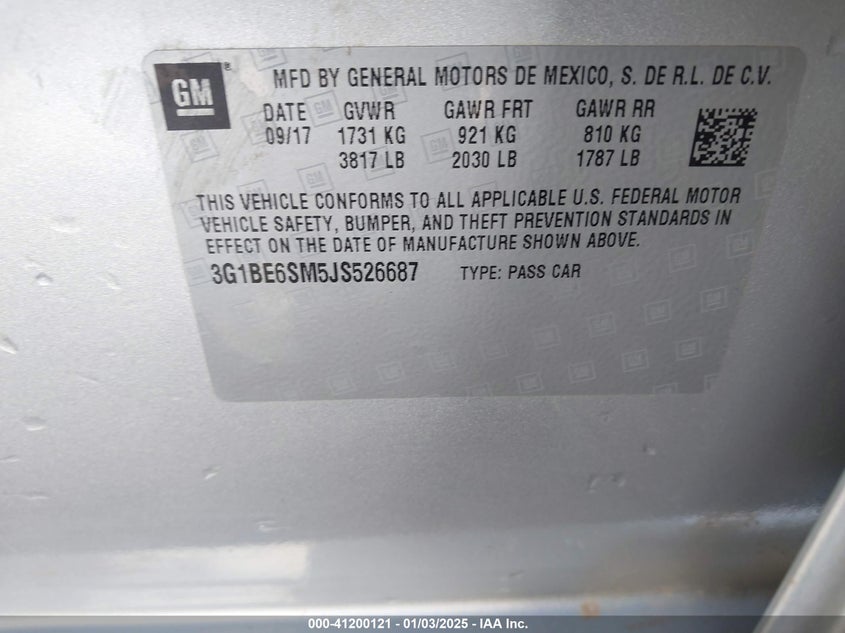 GM
MFD BY GENERAL MOTORS DE MEXICO, S. DE R.L. DE C.V.
DATE GVWR GAWR FRT GAWR RR
09/17 1731 KG 921 KG 810 KG
3817 LB 2030 LB 1787 LB
THIS VEHICLE CONFORMS TO ALL APPLICABLE U.S. FEDERAL MOTOR
VEHICLE SAFETY, BUMPER, AND THEFT PREVENTION STANDARDS IN
EFFECT ON THE DATE OF MANUFACTURE SHOWN ABOVE.
3G1BE6SM5JS526687 TYPE: PASS CAR
000-41200121 - 01/03/2025 - IAA Inc.